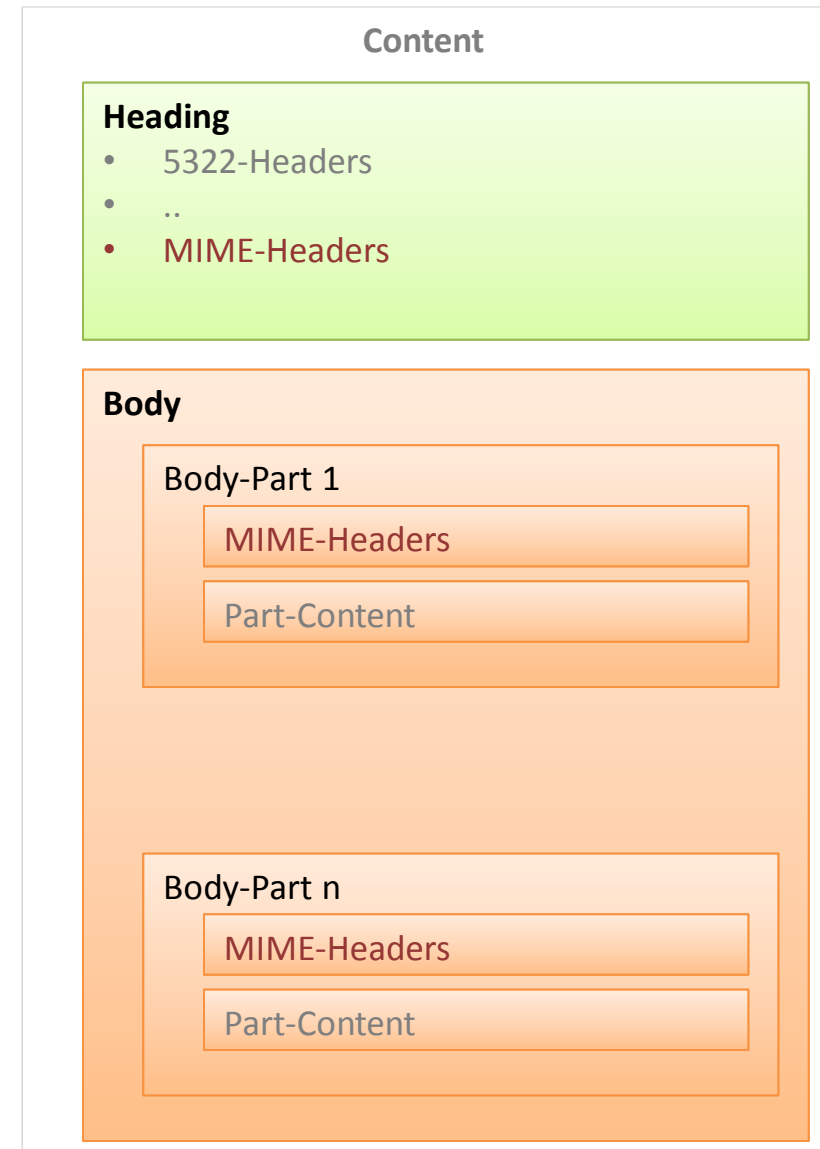 Content
Heading
• 5322-Headers
• ..
• MIME-Headers
Body
Body-Part 1
MIME-Headers
Part-Content
Body-Part n
MIME-Headers
Part-Content